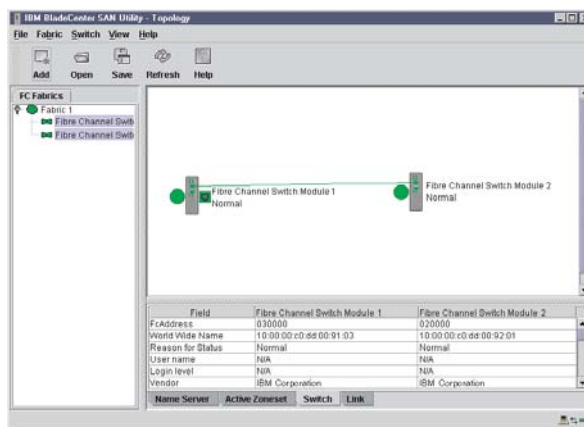 IBM BladeCenter SAN Utility - Topology
File Fabric Switch View Help
Add Open Save Refresh Help
FC Fabrics
Fabric 1
Fibre Channel Swit
Fibre Channel Swit
Fibre Channel Switch Module 1
Normal
Fibre Channel Switch Module 2
Normal
Field Fibre Channel Switch Module 1 Fibre Channel Switch Module 2
FcAddress 030000 020000
World Wide Name 10:00:00:c0:dd:00:91:03 10:00:00:c0:dd:00:92:01
Reason for Status Normal Normal
User name N/A N/A
Login level N/A N/A
Vendor IBM Corporation IBM Corporation
Name Server Active Zoneset Switch Link